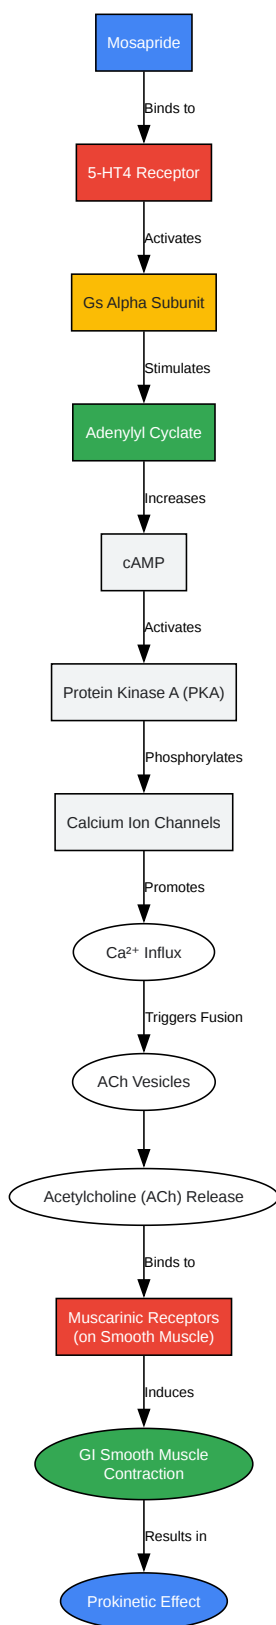 Mosapride
Binds to
5-HT4 Receptor
Activates
Gs Alpha Subunit
Stimulates
Adenylyl Cyclate
Increases
cAMP
Activates
Protein Kinase A (PKA)
Phosphorylates
Calcium Ion Channels
Promotes
Ca²⁺ Influx
Triggers Fusion
ACh Vesicles
Acetylcholine (ACh) Release
Binds to
Muscarinic Receptors
(on Smooth Muscle)
Induces
GI Smooth Muscle
Contraction
Results in
Prokinetic Effect